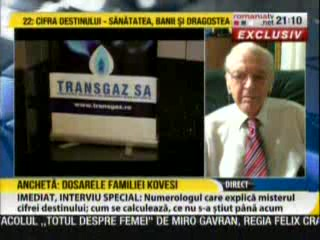 22: CIFRA DESTINULUI - SĂNĂTATEA, BANII ȘI DRAGOSTEA
romania tv
.net
21:10
EXCLUSIV
TRANSGAZ SA
www.transgaz.ro
ANCHETĂ: DOSARELE FAMILIEI KOVESI
DIRECT
IMEDIAT, INTERVIU SPECIAL: Numerologul care explică misterul
cifrei destinului; cum se calculează, ce nu s-a știut până acum
ACOLUL „TOTUL DESPRE FEMEI" DE MIRO GAVRAN, REGIA FELIX CRA